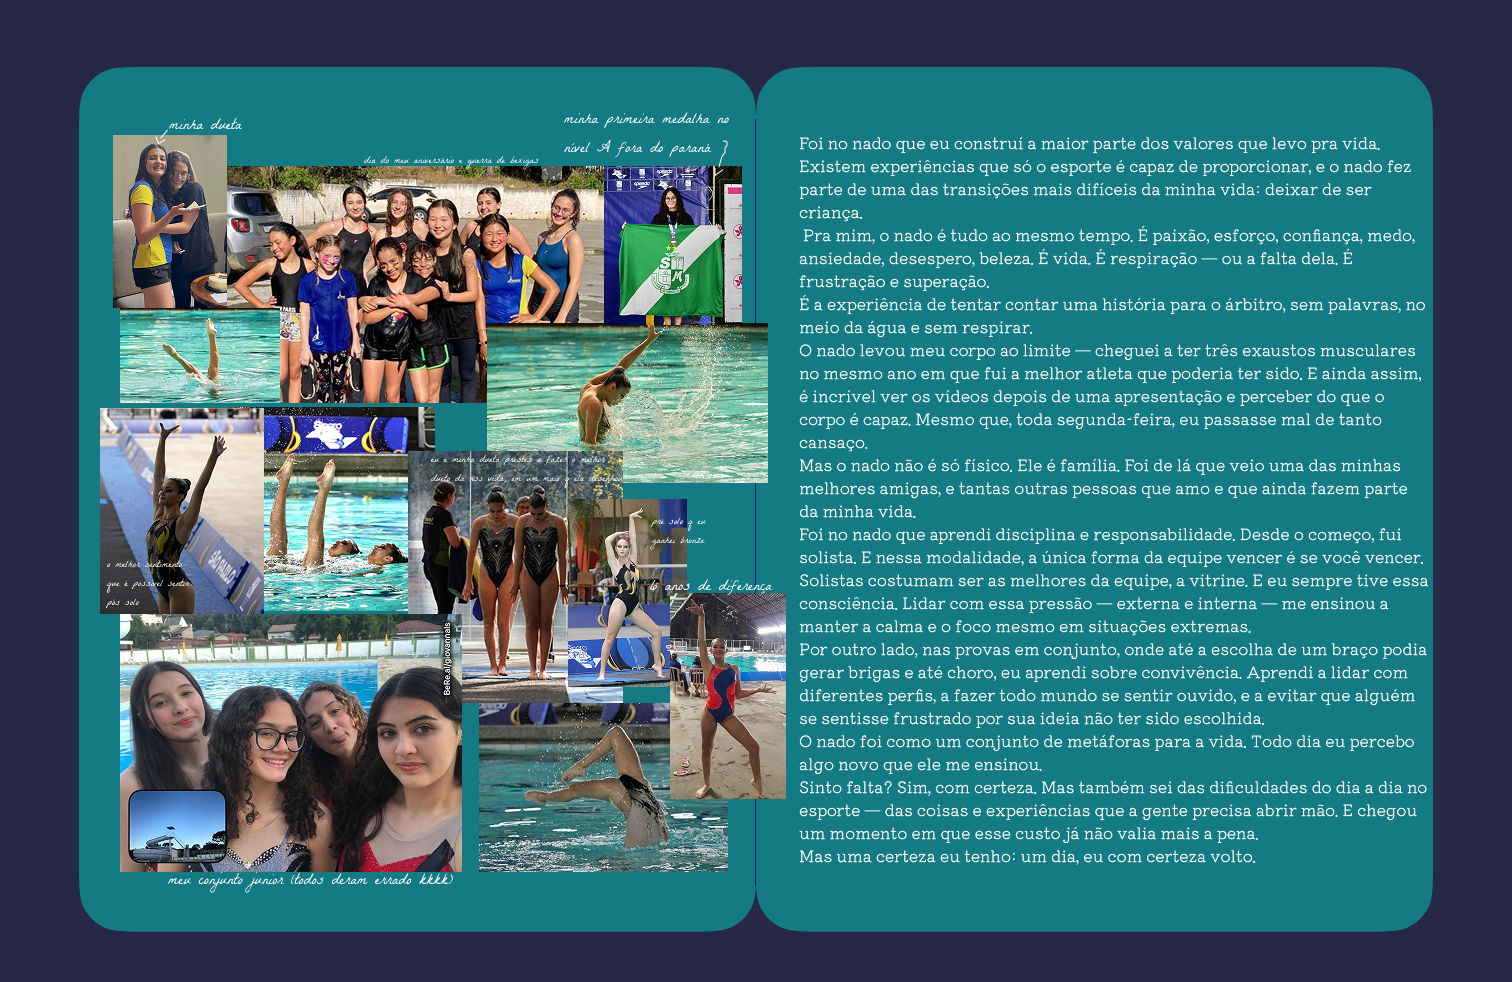 minha dueta
minha primeira medalha no
nível A fora do paraná
dia do meu aniversário e guerra de bexigas
speedo
SM
PARIS
eu e minha dueta prestes a fazer o melhor
dueto da nss vida, em um maiô q ela desenhou
pré solo q eu
ganhei bronze
o melhor sentimento
que é possível sentir
pós solo
6 anos de diferença
BeRe.al/giovannals
speedo
meu conjunto junior (todos deram errado kkkk)
Foi no nado que eu construí a maior parte dos valores que levo pra vida.
Existem experiências que só o esporte é capaz de proporcionar, e o nado fez
parte de uma das transições mais difíceis da minha vida: deixar de ser
criança.
Pra mim, o nado é tudo ao mesmo tempo. É paixão, esforço, confiança, medo,
ansiedade, desespero, beleza. É vida. É respiração — ou a falta dela. É
frustração e superação.
É a experiência de tentar contar uma história para o árbitro, sem palavras, no
meio da água e sem respirar.
O nado levou meu corpo ao limite — cheguei a ter três exaustos musculares
no mesmo ano em que fui a melhor atleta que poderia ter sido. E ainda assim,
é incrível ver os vídeos depois de uma apresentação e perceber do que o
corpo é capaz. Mesmo que, toda segunda-feira, eu passasse mal de tanto
cansaço.
Mas o nado não é só físico. Ele é família. Foi de lá que veio uma das minhas
melhores amigas, e tantas outras pessoas que amo e que ainda fazem parte
da minha vida.
Foi no nado que aprendi disciplina e responsabilidade. Desde o começo, fui
solista. E nessa modalidade, a única forma da equipe vencer é se você vencer.
Solistas costumam ser as melhores da equipe, a vitrine. E eu sempre tive essa
consciência. Lidar com essa pressão — externa e interna — me ensinou a
manter a calma e o foco mesmo em situações extremas.
Por outro lado, nas provas em conjunto, onde até a escolha de um braço podia
gerar brigas e até choro, eu aprendi sobre convivência. Aprendi a lidar com
diferentes perfis, a fazer todo mundo se sentir ouvido, e a evitar que alguém
se sentisse frustrado por sua ideia não ter sido escolhida.
O nado foi como um conjunto de metáforas para a vida. Todo dia eu percebo
algo novo que ele me ensinou.
Sinto falta? Sim, com certeza. Mas também sei das dificuldades do dia a dia no
esporte — das coisas e experiências que a gente precisa abrir mão. E chegou
um momento em que esse custo já não valia mais a pena.
Mas uma certeza eu tenho: um dia, eu com certeza volto.